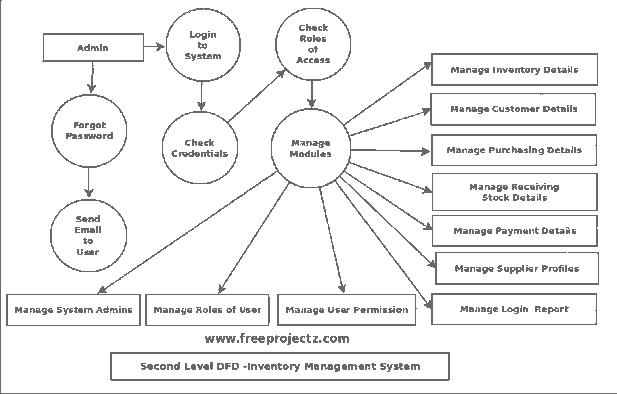 Admin
Login
to
System
Check
Roles
of
Access
Forgot
Password
Check
Credentials
Manage
Modules
Send
Email
to
User
Manage Inventory Details
Manage Customer Details
Manage Purchasing Details
Manage Receiving
Stock Details
Manage Payment Details
Manage Supplier Profiles
Manage Login Report
Manage System Admins
Manage Roles of User
Manage User Permission
www.freeprojectz.com
Second Level DFD -Inventory Management System